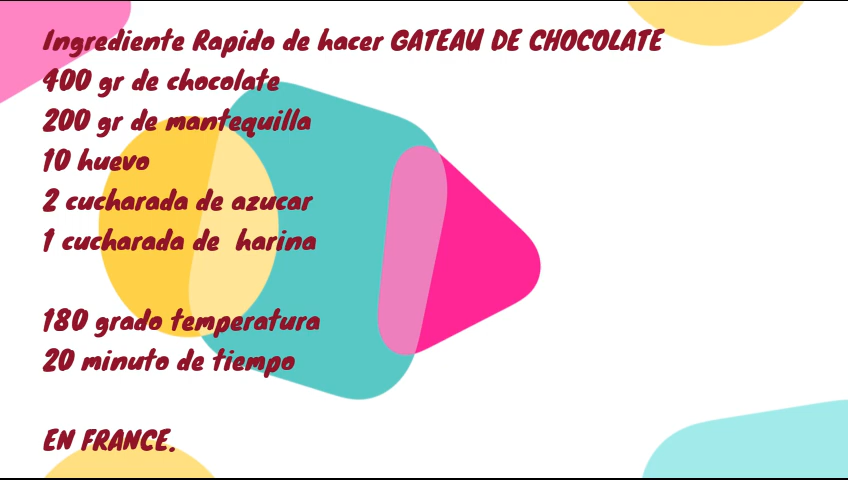 Ingrediente Rapido de hacer GATEAU DE CHOCOLATE
400 gr de chocolate
200 gr de mantequilla
10 huevo
2 cucharada de azucar
1 cucharada de harina
180 grado temperatura
20 minuto de tiempo
EN FRANCE.